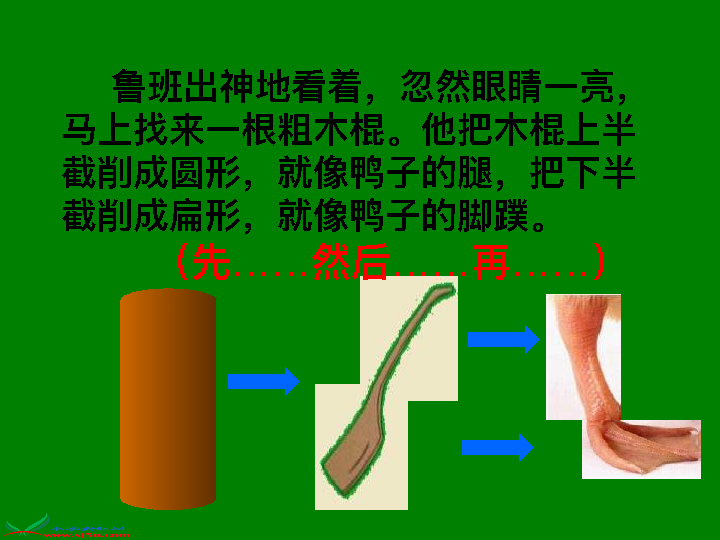 鲁班出神地看着，忽然眼睛一亮，
马上找来一根粗木棍。他把木棍上半
截削成圆形，就像鸭子的腿，把下半
截削成扁形，就像鸭子的脚蹼。
（先……然后……再……）